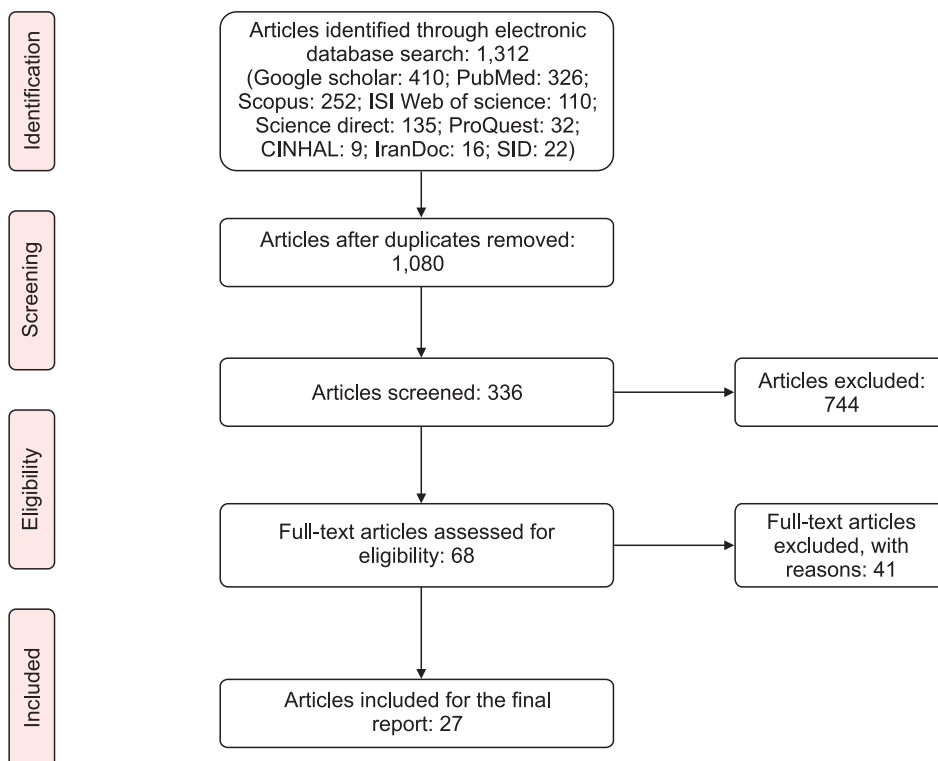 Identification
Articles identified through electronic
database search: 1,312
(Google scholar: 410; PubMed: 326;
Scopus: 252; ISI Web of science: 110;
Science direct: 135; ProQuest: 32;
CINHAL: 9; IranDoc: 16; SID: 22)
Screening
Articles after duplicates removed:
1,080
Articles screened: 336
Articles excluded:
744
Eligibility
Full-text articles assessed for
eligibility: 68
Full-text articles
excluded, with
reasons: 41
Included
Articles included for the final
report: 27